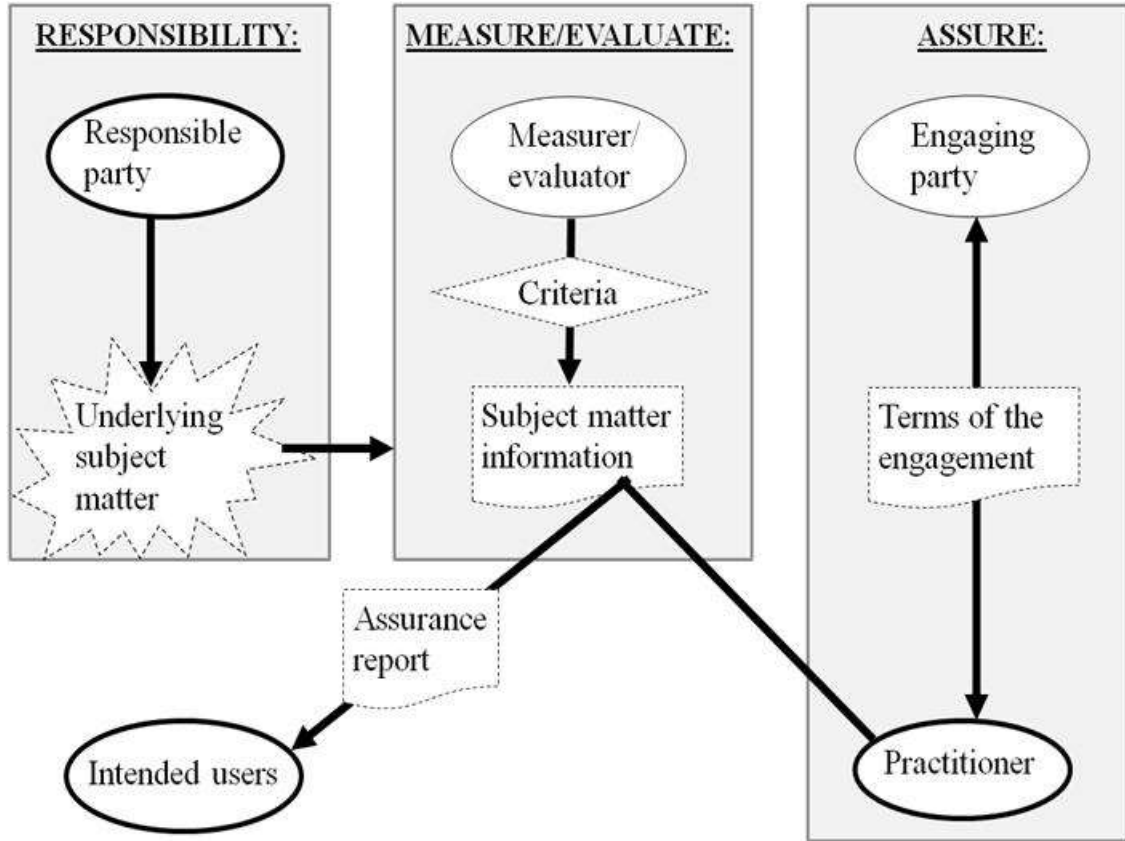 RESPONSIBILITY:
Responsible
party
Underlying
subject
matter
MEASURE/EVALUATE:
Measurer/
evaluator
Criteria
Subject matter
information
ASSURE:
Engaging
party
Terms of the
engagement
Practitioner
Assurance
report
Intended users